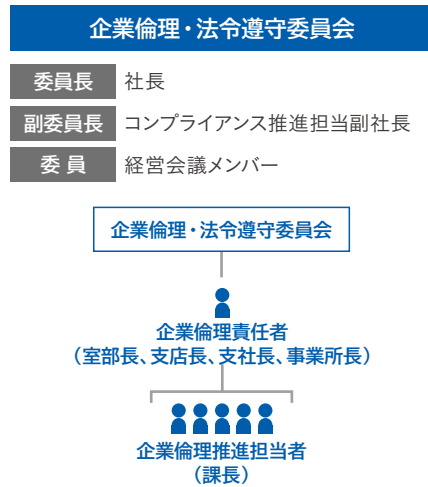 企業倫理・法令遵守委員会
委員長 社長
副委員長 コンプライアンス推進担当副社長
委 員 経営会議メンバー
企業倫理・法令遵守委員会
企業倫理責任者
（室部長、支店長、支社長、事業所長）
企業倫理推進担当者
（課長）